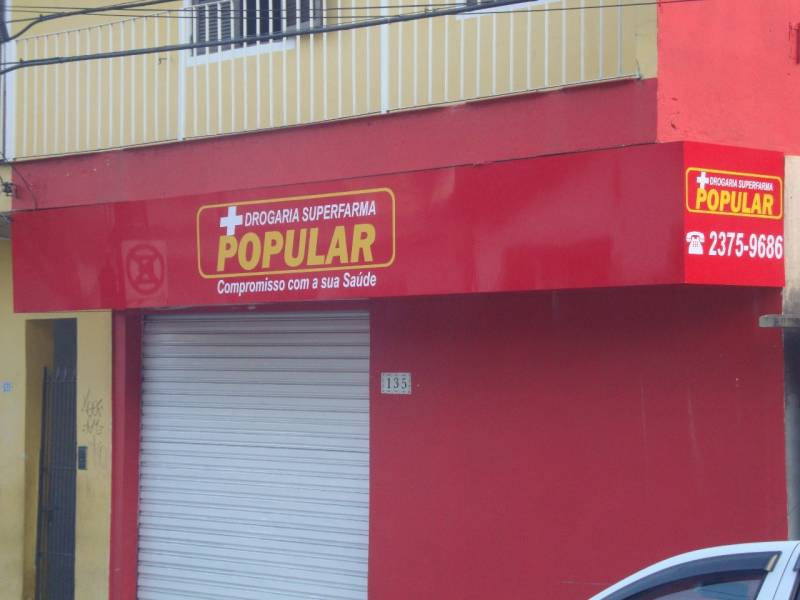 DROGARIA SUPERFARMA
POPULAR
Compromisso com a sua Saúde
DROGARIA SUPERFARMA
POPULAR
2375-9686
135